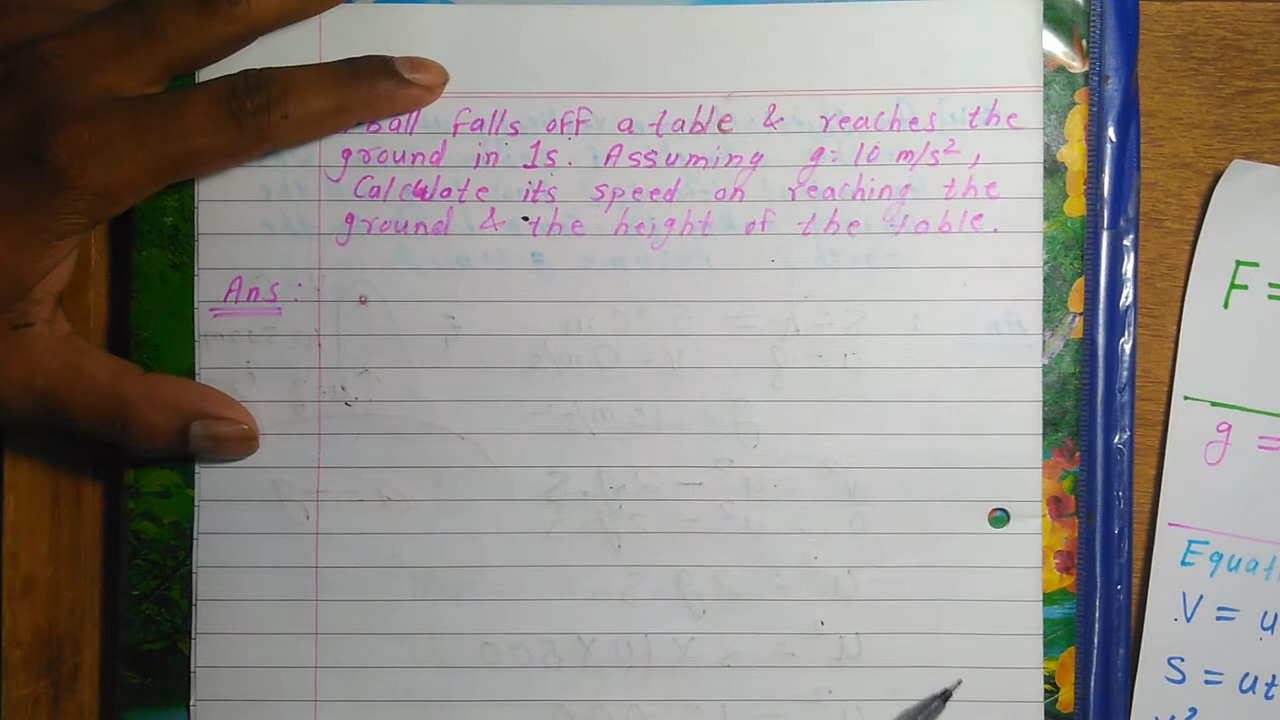 ball falls off a table & reaches the
ground in 1s. Assuming g=10 m/s²,
Calculate its speed on reaching the
ground & the height of the table.
Ans:
F=
g =
Equati
V = u
S = ut